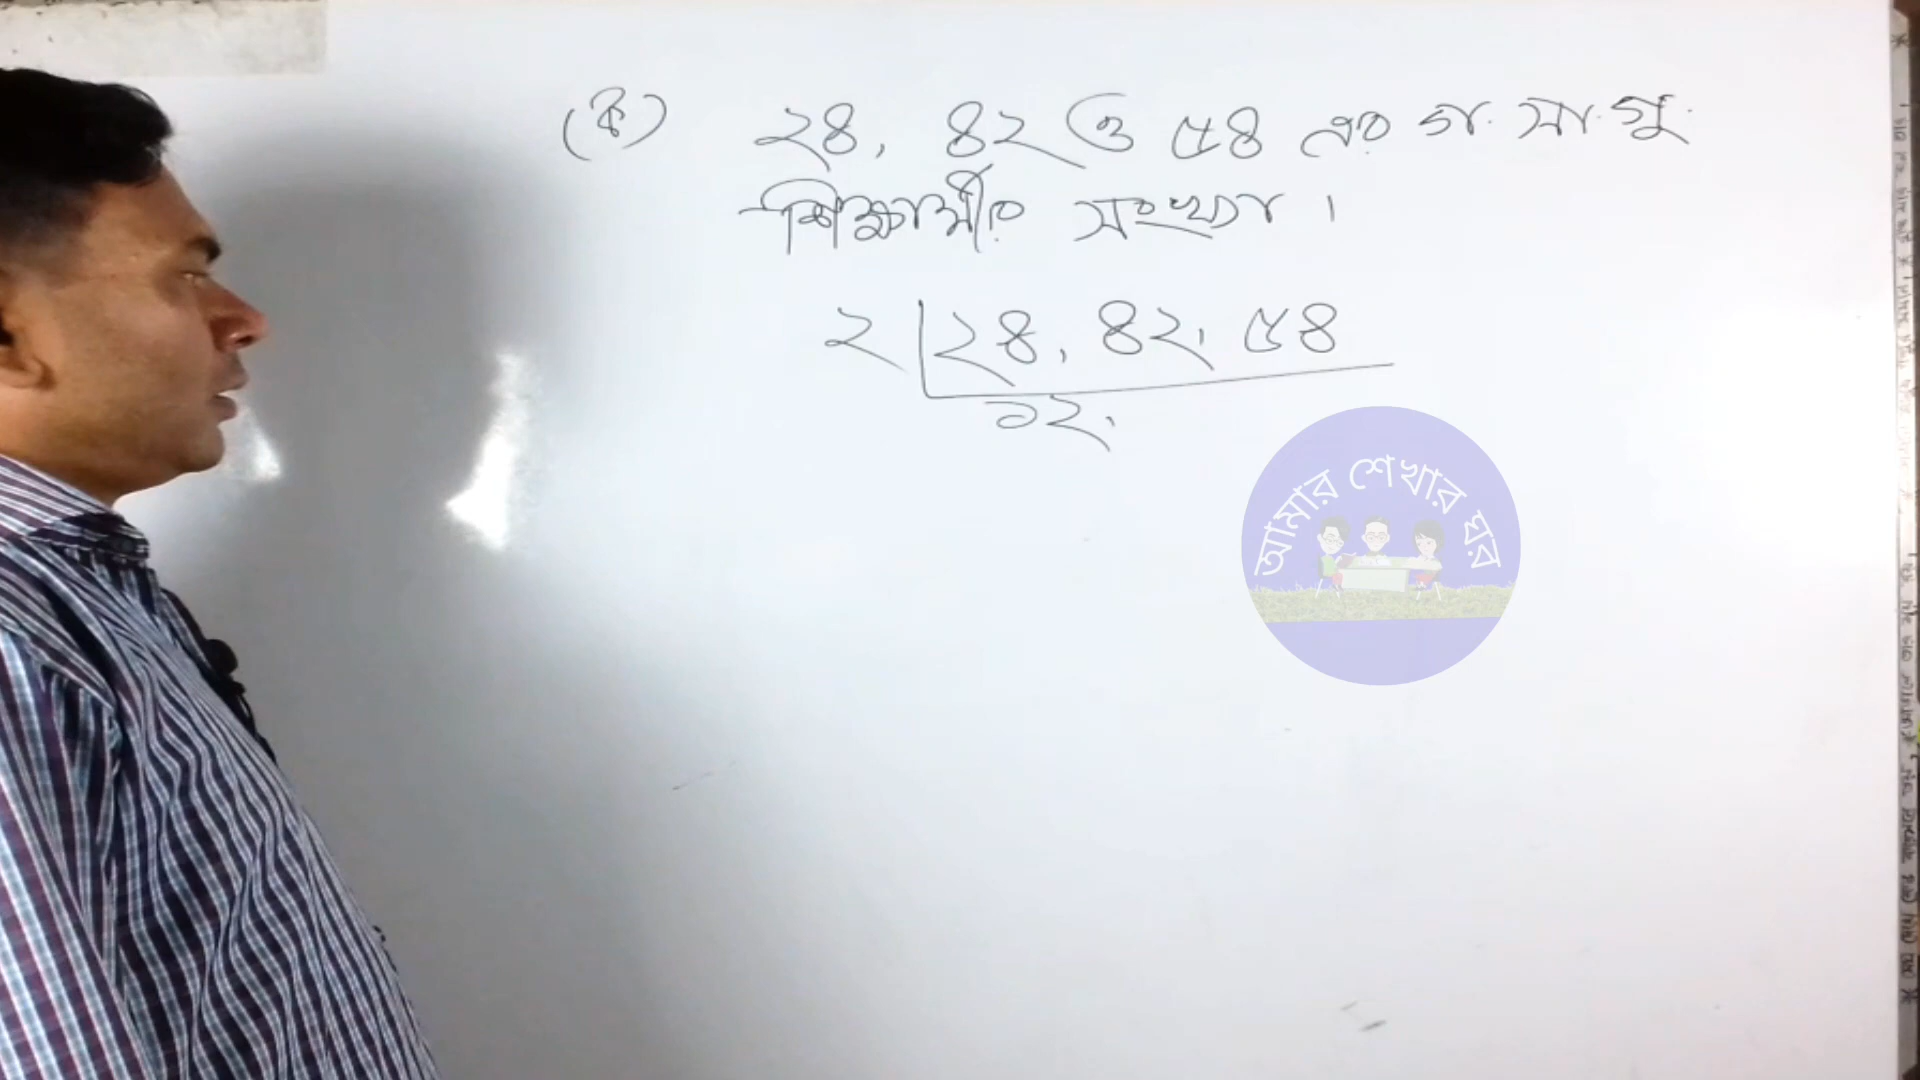 (ক) ২৪, ৪২ ও ৫৪ এর গ. সা. গু.
শিক্ষার্থীর সংখ্যা ।
২ | ২৪, ৪২, ৫৪
১২,
আমার শেখার ঘর